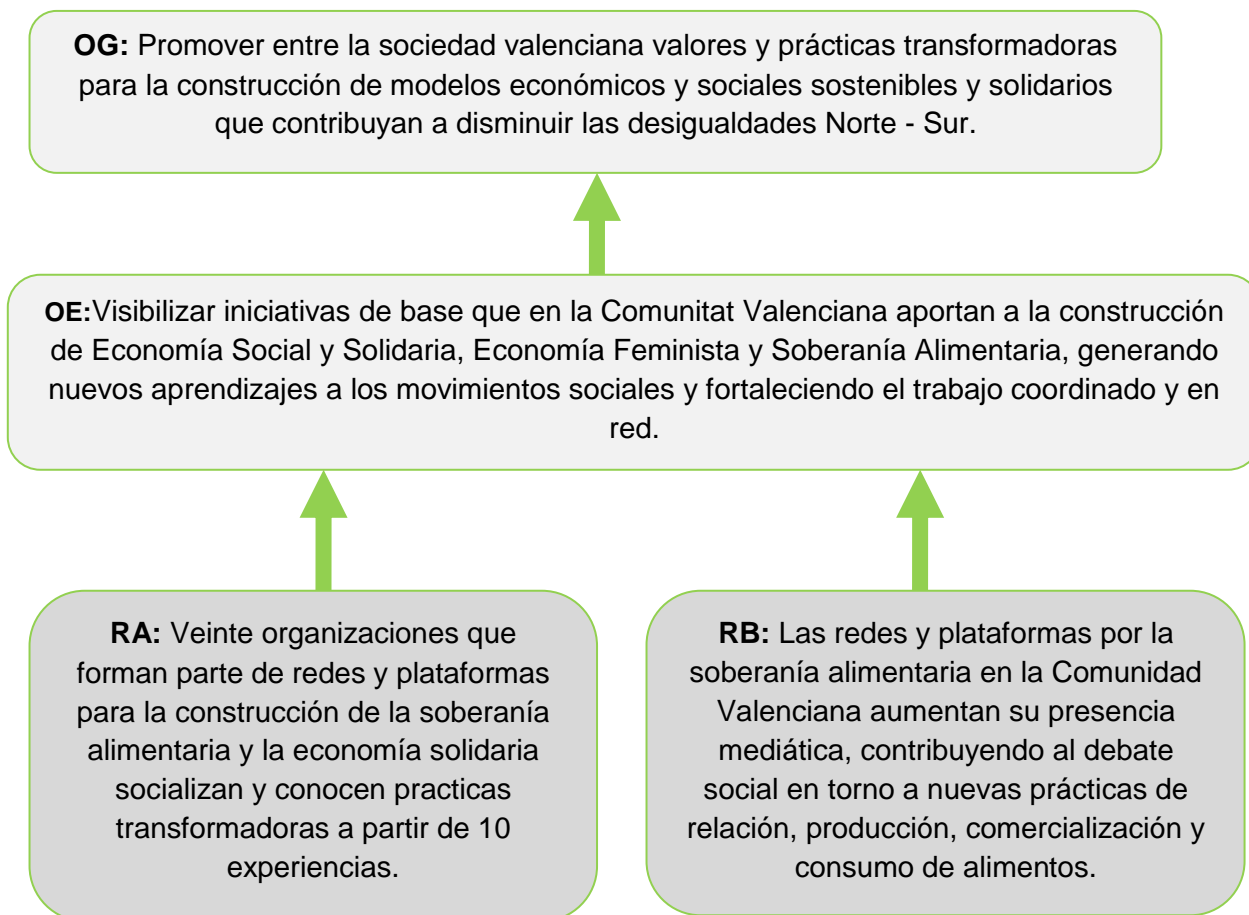 OG: Promover entre la sociedad valenciana valores y prácticas transformadoras
para la construcción de modelos económicos y sociales sostenibles y solidarios
que contribuyan a disminuir las desigualdades Norte - Sur.
OE:Visibilizar iniciativas de base que en la Comunitat Valenciana aportan a la construcción
de Economía Social y Solidaria, Economía Feminista y Soberanía Alimentaria, generando
nuevos aprendizajes a los movimientos sociales y fortaleciendo el trabajo coordinado y en
red.
RA: Veinte organizaciones que
forman parte de redes y plataformas
para la construcción de la soberanía
alimentaria y la economía solidaria
socializan y conocen practicas
transformadoras a partir de 10
experiencias.
RB: Las redes y plataformas por la
soberanía alimentaria en la Comunidad
Valenciana aumentan su presencia
mediática, contribuyendo al debate
social en torno a nuevas prácticas de
relación, producción, comercialización y
consumo de alimentos.